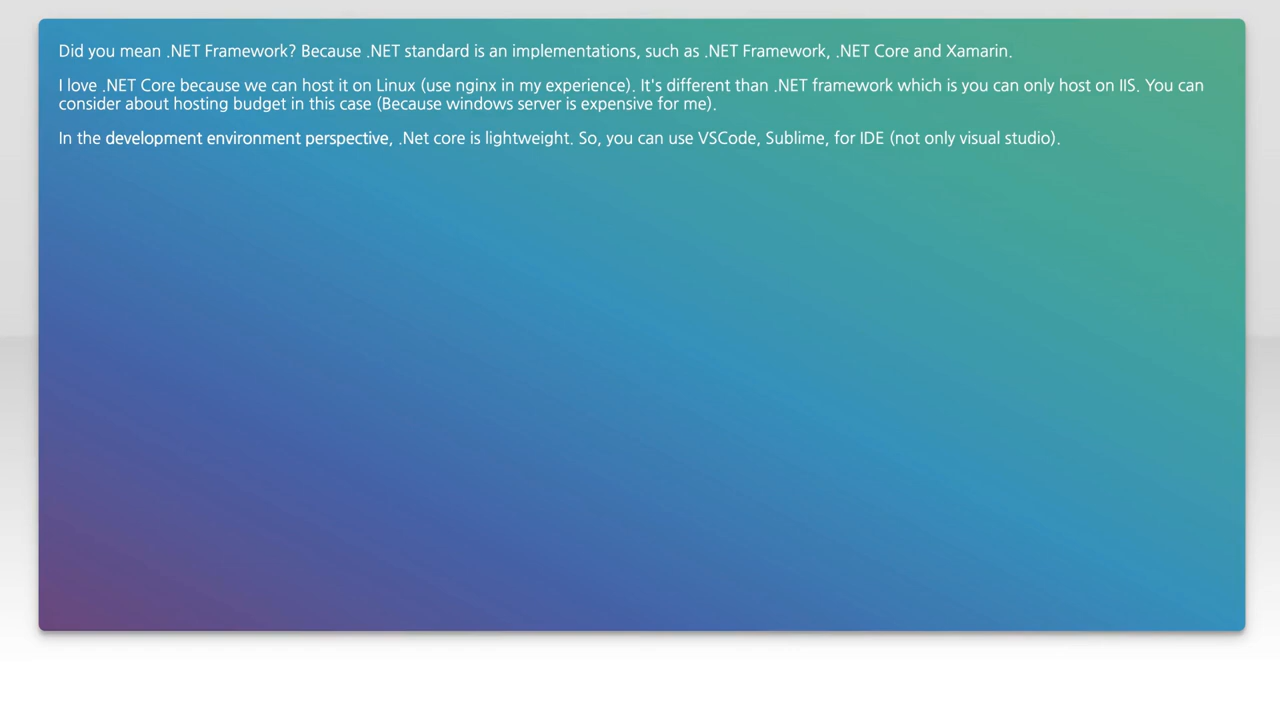 Did you mean .NET Framework? Because .NET standard is an implementations, such as .NET Framework, .NET Core and Xamarin.
I love .NET Core because we can host it on Linux (use nginx in my experience). It's different than .NET framework which is you can only host on IIS. You can
consider about hosting budget in this case (Because windows server is expensive for me).
In the development environment perspective, .Net core is lightweight. So, you can use VSCode, Sublime, for IDE (not only visual studio).